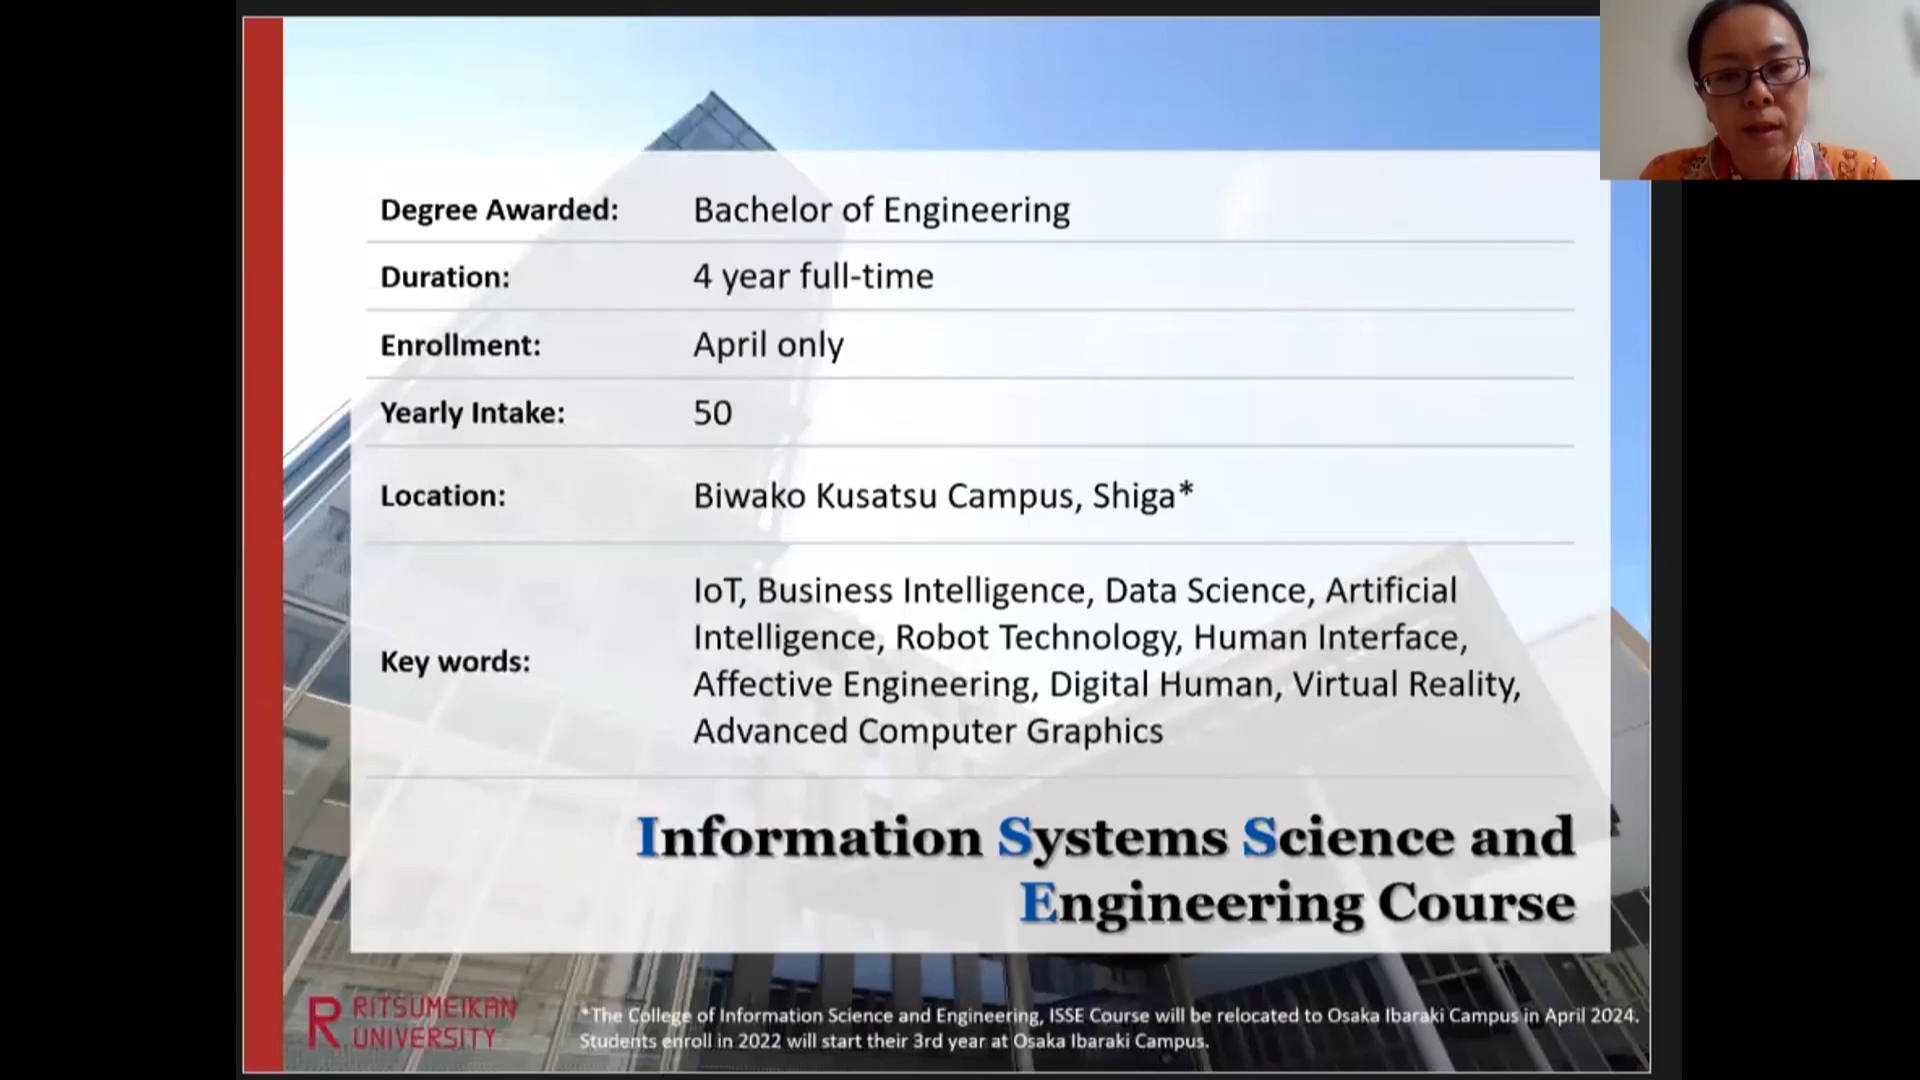 Degree Awarded: Bachelor of Engineering
Duration: 4 year full-time
Enrollment: April only
Yearly Intake: 50
Location: Biwako Kusatsu Campus, Shiga*
Key words: IoT, Business Intelligence, Data Science, Artificial
Intelligence, Robot Technology, Human Interface,
Affective Engineering, Digital Human, Virtual Reality,
Advanced Computer Graphics
Information Systems Science and
Engineering Course
R RITSUMEIKAN
UNIVERSITY
*The College of Information Science and Engineering, ISSE Course will be relocated to Osaka Ibaraki Campus in April 2024.
Students enroll in 2022 will start their 3rd year at Osaka Ibaraki Campus.